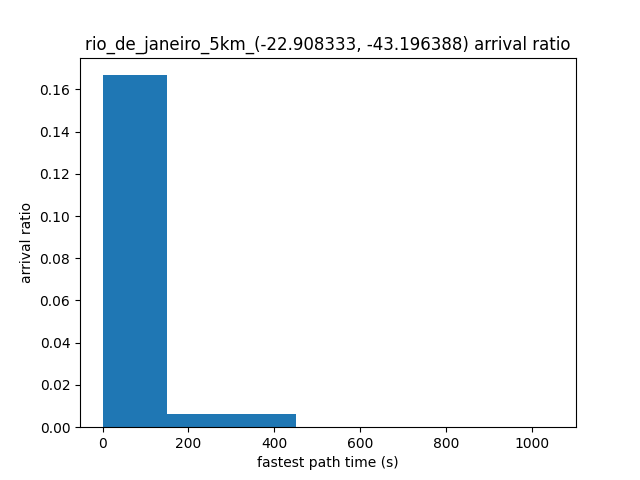 rio_de_janeiro_5km_(-22.908333, -43.196388) arrival ratio
0.16
0.14
0.12
0.10
0.08
0.06
0.04
0.02
0.00
arrival ratio
0 200 400 600 800 1000
fastest path time (s)